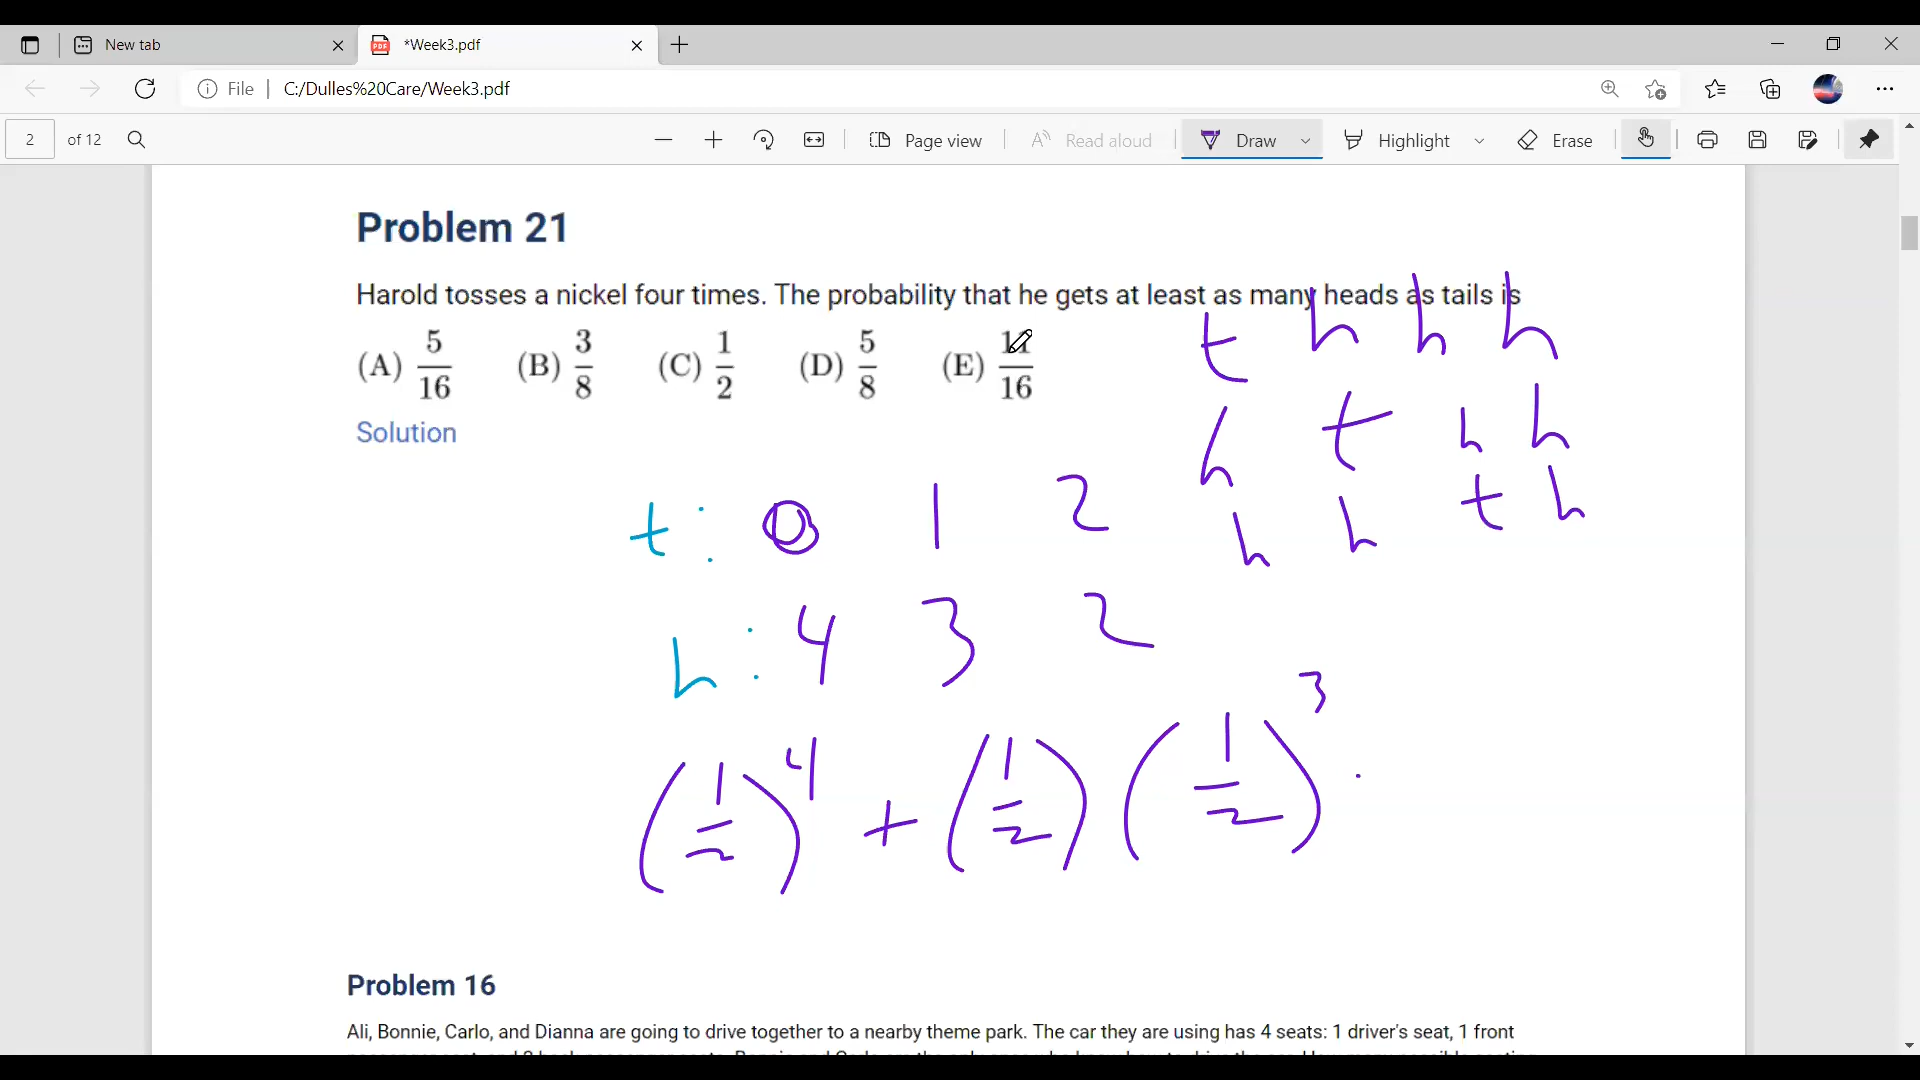 New tab
*Week3.pdf
File | C:/Dulles%20Care/Week3.pdf
2 of 12 Page view Read aloud Draw Highlight Erase
Problem 21
Harold tosses a nickel four times. The probability that he gets at least as many heads as tails is
(A) 5/16 (B) 3/8 (C) 1/2 (D) 5/8 (E) 11/16
Solution
t h h h
h t h h
h h t h
t : 0 1 2
h : 4 3 2
(1/2)^4 + (1/2) (1/2)^3 ·
Problem 16
Ali, Bonnie, Carlo, and Dianna are going to drive together to a nearby theme park. The car they are using has 4 seats: 1 driver's seat, 1 front